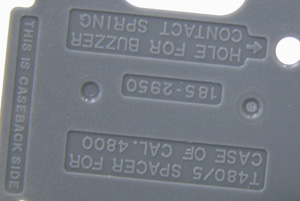 T480/5 SPACER FOR
CASE OF CAL.4800
185-2950
HOLE FOR BUZZER
CONTACT SPRING
THIS IS CASEBACK SIDE